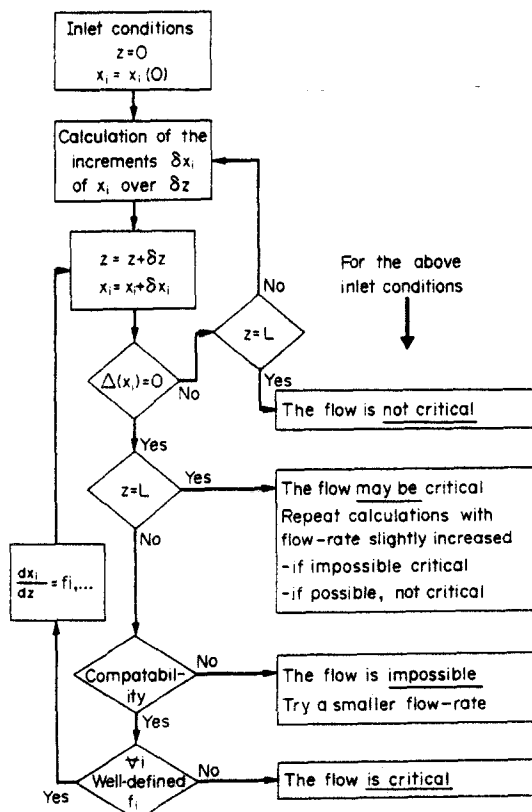 Inlet conditions
z=0
xᵢ = xᵢ(0)
Calculation of the
increments δxᵢ
of xᵢ over δz
z = z+δz
xᵢ=xᵢ+δxᵢ
For the above
inlet conditions
No
z=L
Yes
Δ(xᵢ)=0
No
The flow is not critical
Yes
z=L
Yes
No
The flow may be critical
Repeat calculations with
flow-rate slightly increased
-if impossible critical
-if possible, not critical
dxᵢ/dz = fi,...
Compatabil-
ity
No
The flow is impossible
Try a smaller flow-rate
Yes
∀i
Well-defined
fᵢ
Yes
No
The flow is critical